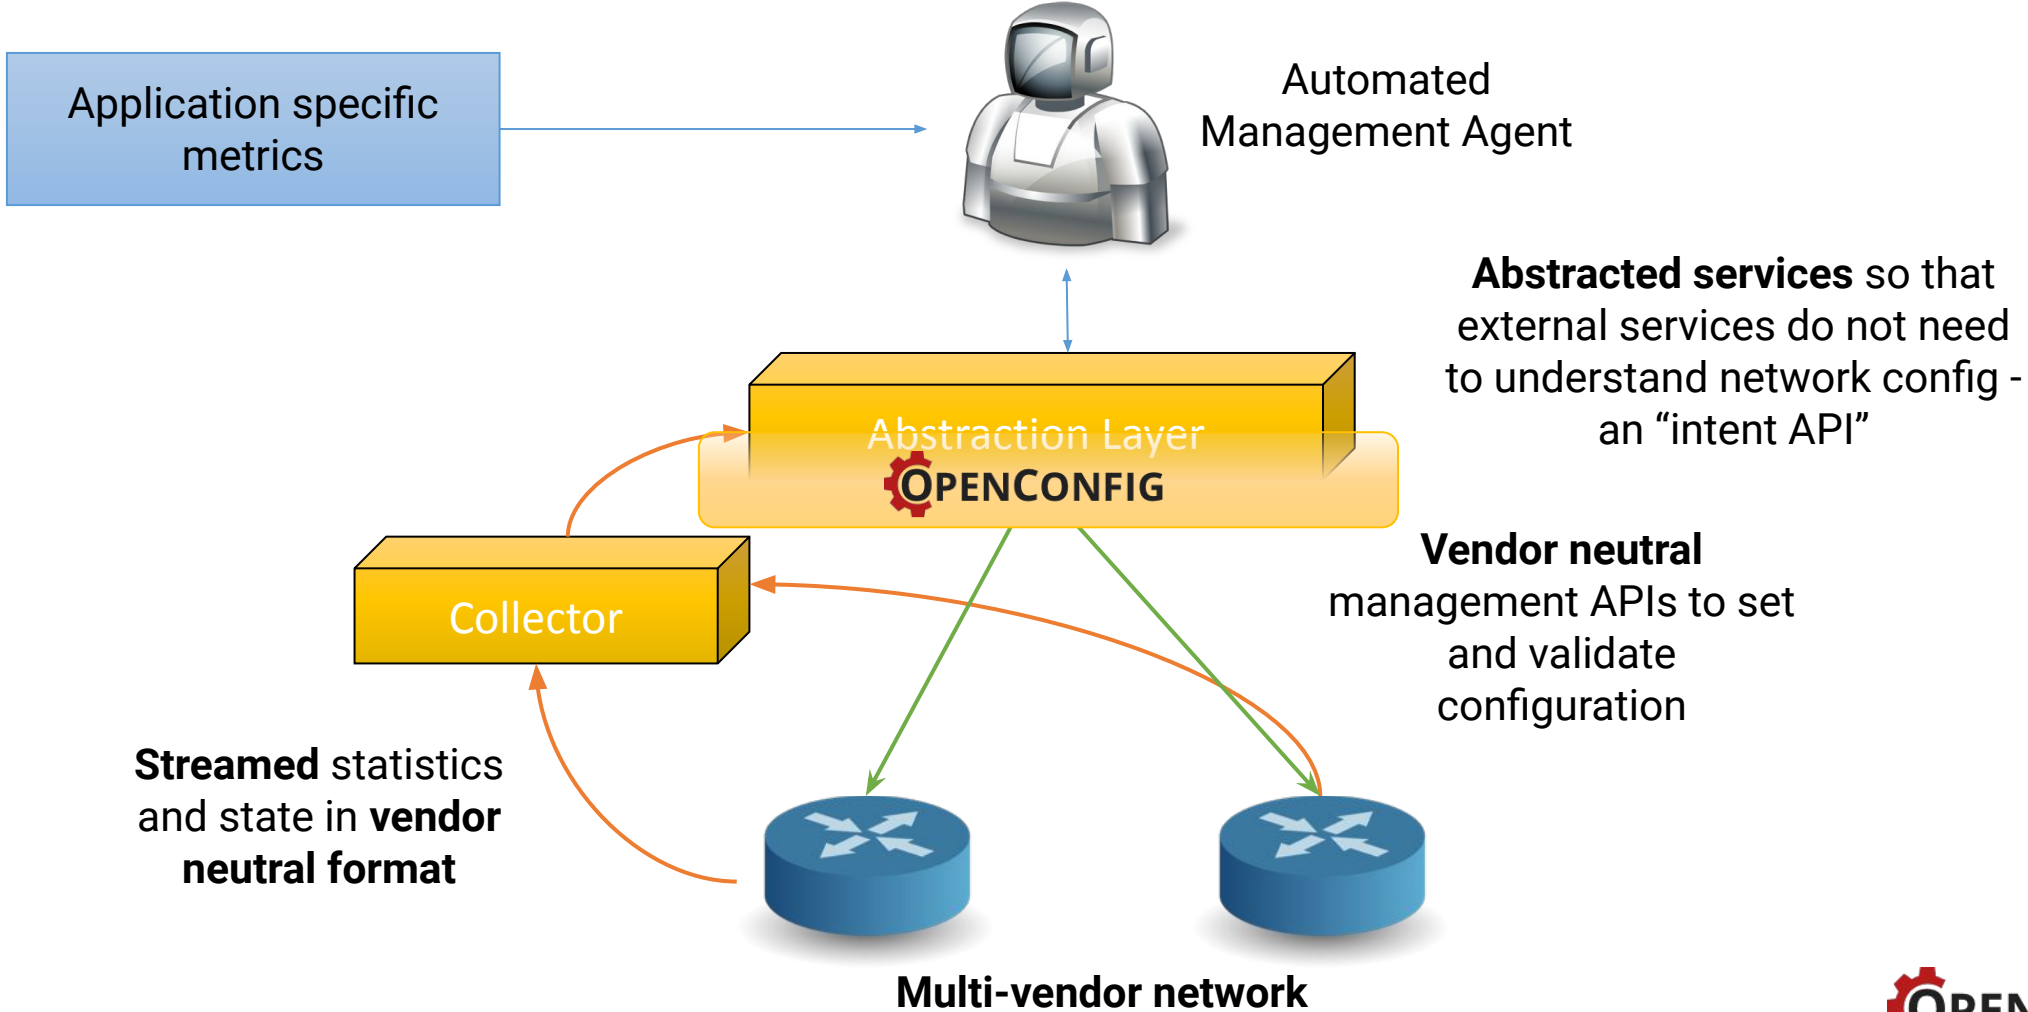 Application specific
metrics
Automated
Management Agent
Abstracted services so that
external services do not need
to understand network config -
an “intent API”
Abstraction Layer
OPENCONFIG
Vendor neutral
management APIs to set
and validate
configuration
Collector
Streamed statistics
and state in vendor
neutral format
Multi-vendor network